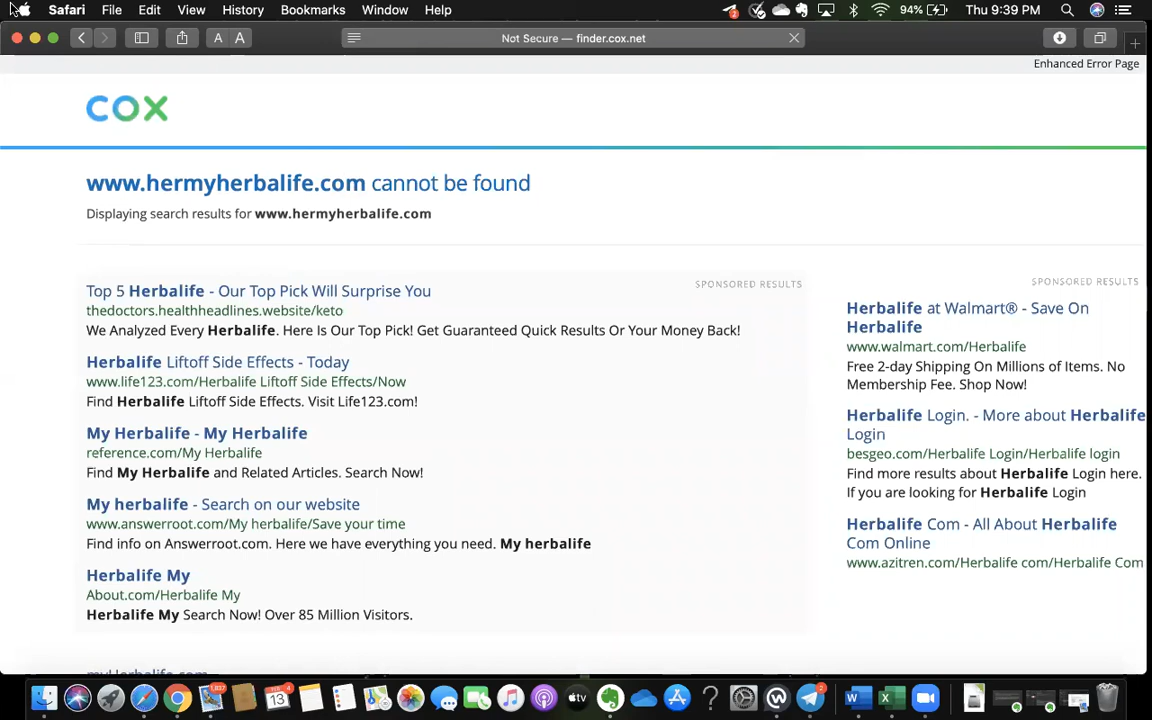 Safari File Edit View History Bookmarks Window Help 94% Thu 9:39 PM
A A Not Secure — finder.cox.net
Enhanced Error Page
cox
www.hermyherbalife.com cannot be found
Displaying search results for www.hermyherbalife.com
SPONSORED RESULTS
Top 5 Herbalife - Our Top Pick Will Surprise You
thedoctors.healthheadlines.website/keto
We Analyzed Every Herbalife. Here Is Our Top Pick! Get Guaranteed Quick Results Or Your Money Back!
Herbalife Liftoff Side Effects - Today
www.life123.com/Herbalife Liftoff Side Effects/Now
Find Herbalife Liftoff Side Effects. Visit Life123.com!
My Herbalife - My Herbalife
reference.com/My Herbalife
Find My Herbalife and Related Articles. Search Now!
My herbalife - Search on our website
www.answerroot.com/My herbalife/Save your time
Find info on Answerroot.com. Here we have everything you need. My herbalife
Herbalife My
About.com/Herbalife My
Herbalife My Search Now! Over 85 Million Visitors.
myHerbalife.com
SPONSORED RESULTS
Herbalife at Walmart® - Save On
Herbalife
www.walmart.com/Herbalife
Free 2-day Shipping On Millions of Items. No
Membership Fee. Shop Now!
Herbalife Login. - More about Herbalife
Login
besgeo.com/Herbalife Login/Herbalife login
Find more results about Herbalife Login here.
If you are looking for Herbalife Login
Herbalife Com - All About Herbalife
Com Online
www.azitren.com/Herbalife com/Herbalife Com
13
tv
W
W
X